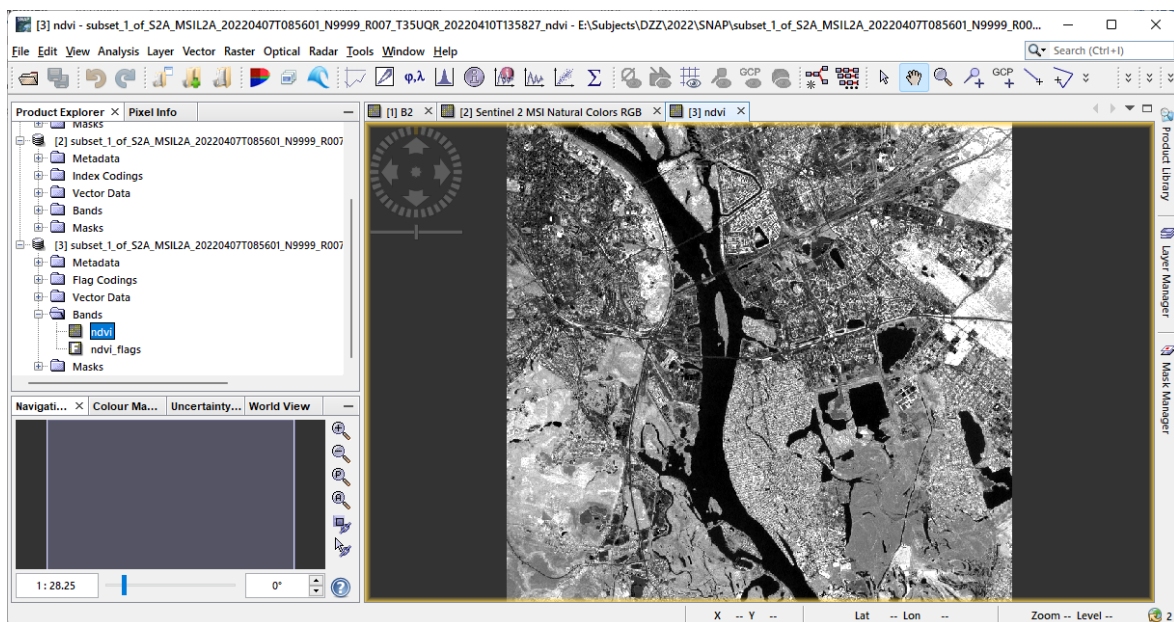 [3] ndvi - subset_1_of_S2A_MSIL2A_20220407T085601_N9999_R007_T35UQR_20220410T135827_ndvi - E:\Subjects\DZZ\2022\SNAP\subset_1_of_S2A_MSIL2A_20220407T085601_N9999_R00...
File Edit View Analysis Layer Vector Raster Optical Radar Tools Window Help
Search (Ctrl+I)
φ,λ Σ GCP GCP
Product Explorer × Pixel Info
[1] B2 × [2] Sentinel 2 MSI Natural Colors RGB × [3] ndvi ×
Masks
[2] subset_1_of_S2A_MSIL2A_20220407T085601_N9999_R007
Metadata
Index Codings
Vector Data
Bands
Masks
[3] subset_1_of_S2A_MSIL2A_20220407T085601_N9999_R007
Metadata
Flag Codings
Vector Data
Bands
ndvi
ndvi_flags
Masks
Navigati... × Colour Ma... Uncertainty... World View
1 : 28.25
0°
Product Library
Layer Manager
Mask Manager
X -- Y -- Lat -- Lon -- Zoom -- Level -- 2